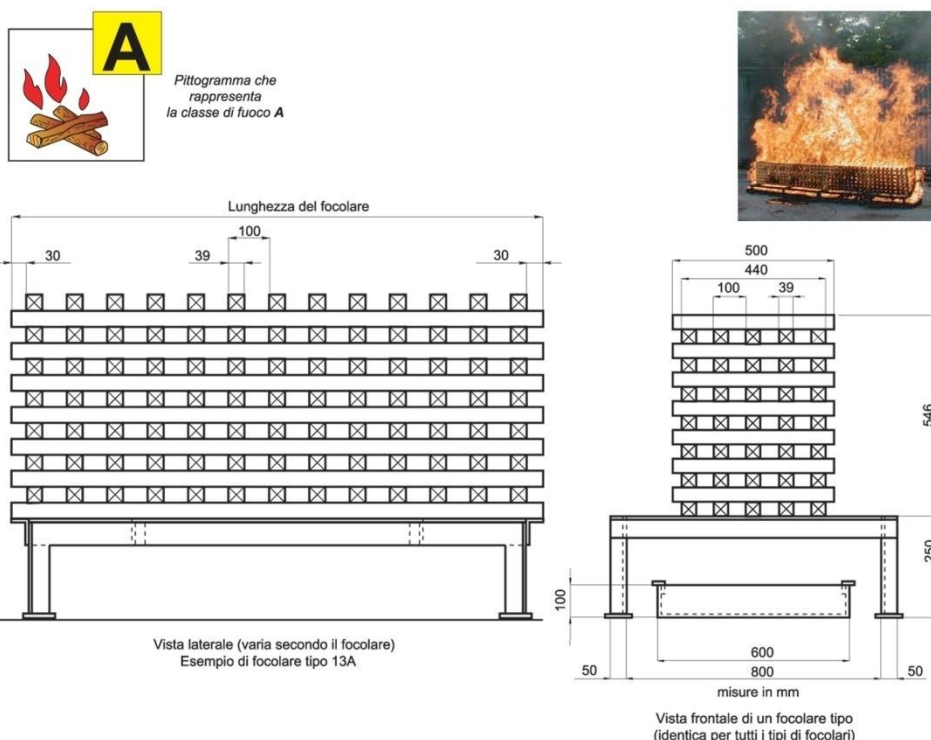 A
Pittogramma che
rappresenta
la classe di fuoco A
Lunghezza del focolare
100
30
39
30
500
440
100
39
546
250
100
600
50
800
50
misure in mm
Vista laterale (varia secondo il focolare)
Esempio di focolare tipo 13A
Vista frontale di un focolare tipo
(identica per tutti i tipi di focolari)